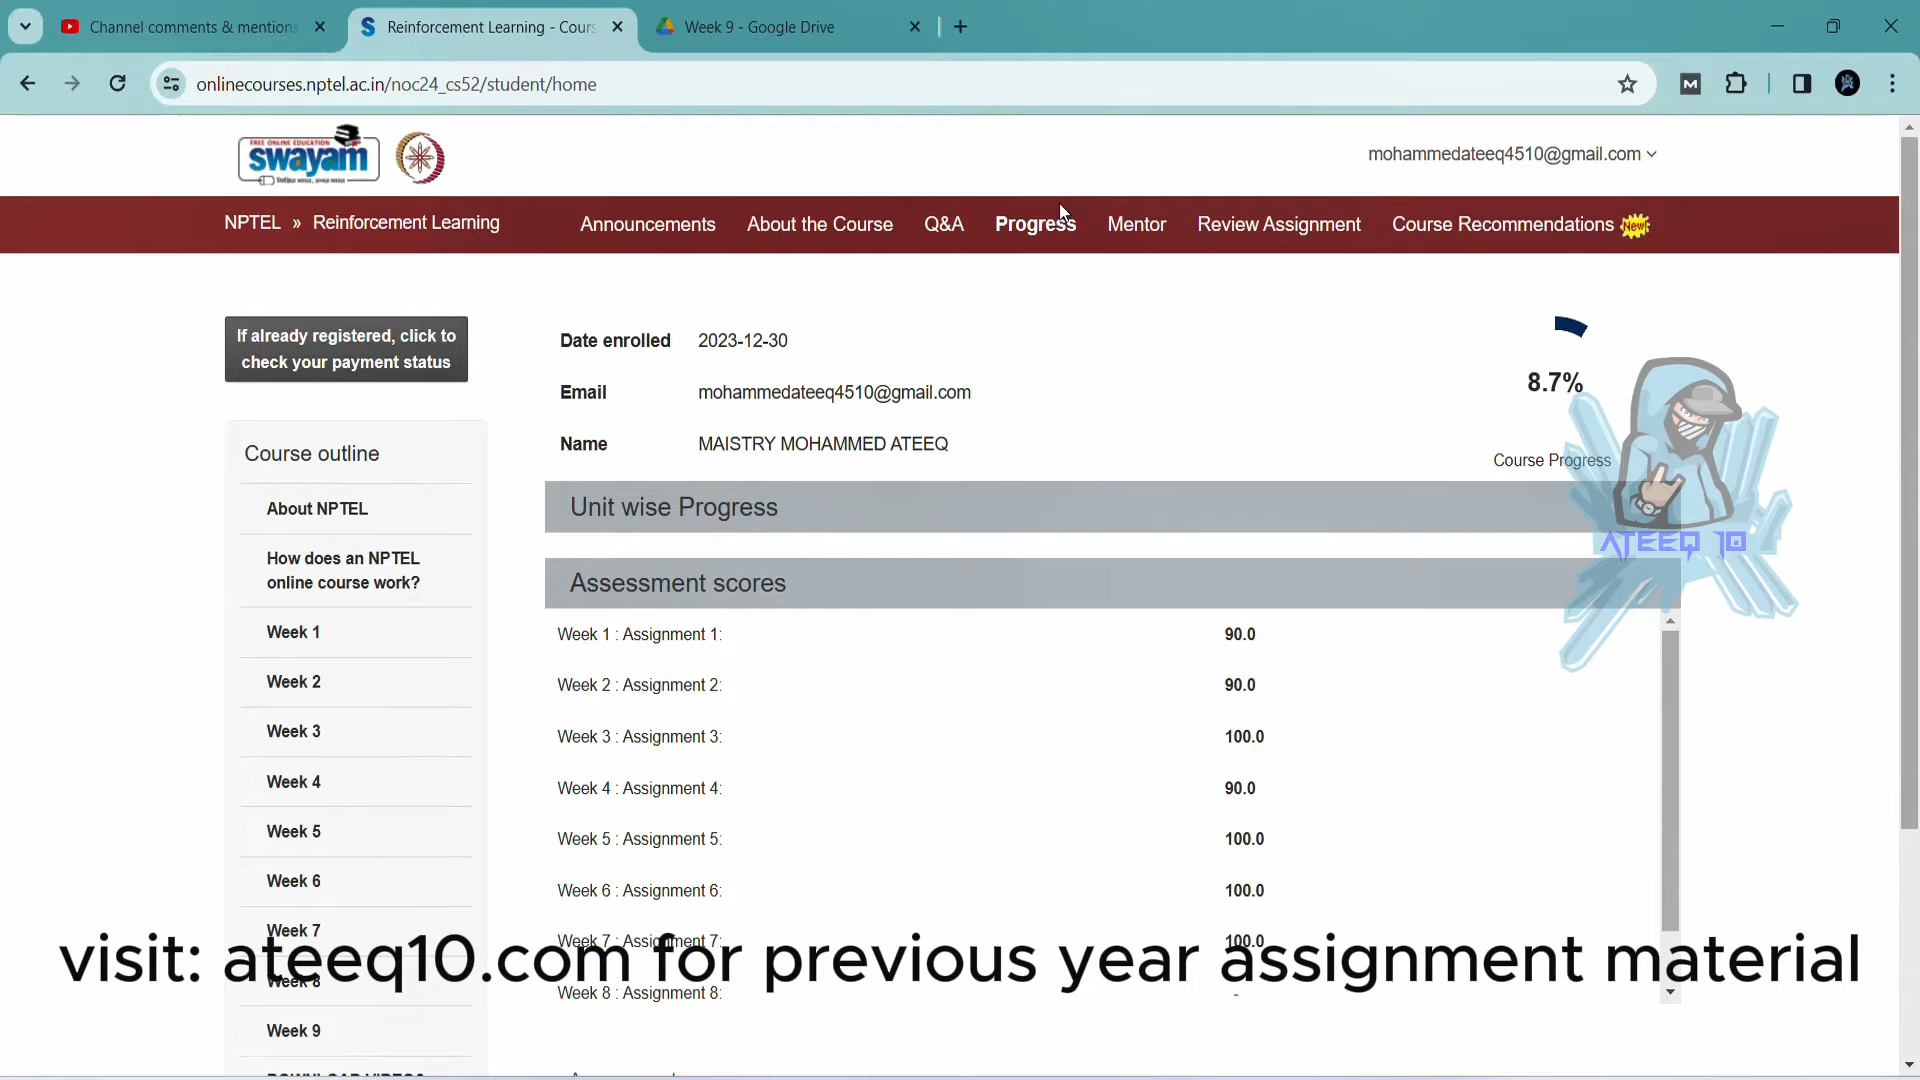 Channel comments & mentions
Reinforcement Learning - Cours
Week 9 - Google Drive
onlinecourses.nptel.ac.in/noc24_cs52/student/home
M
FREE ONLINE EDUCATION
swayam
mohammedateeq4510@gmail.com
NPTEL » Reinforcement Learning
Announcements
About the Course
Q&A
Progress
Mentor
Review Assignment
Course Recommendations
New!
If already registered, click to
check your payment status
Date enrolled 2023-12-30
Email mohammedateeq4510@gmail.com
Name MAISTRY MOHAMMED ATEEQ
8.7%
Course Progress
ATEEQ 10
Course outline
About NPTEL
How does an NPTEL
online course work?
Week 1
Week 2
Week 3
Week 4
Week 5
Week 6
Week 7
Week 8
Week 9
Unit wise Progress
Assessment scores
Week 1 : Assignment 1: 90.0
Week 2 : Assignment 2: 90.0
Week 3 : Assignment 3: 100.0
Week 4 : Assignment 4: 90.0
Week 5 : Assignment 5: 100.0
Week 6 : Assignment 6: 100.0
Week 7 : Assignment 7: 100.0
Week 8 : Assignment 8: -
visit: ateeq10.com for previous year assignment material